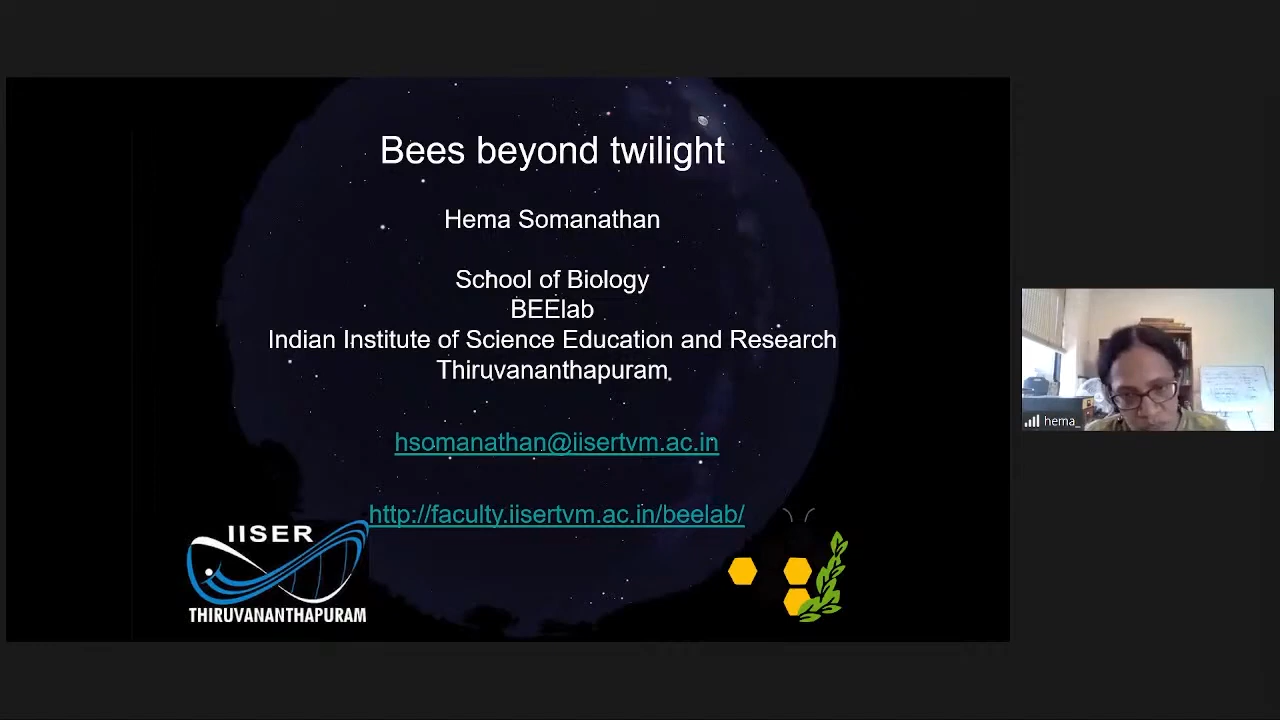 Bees beyond twilight
Hema Somanathan
School of Biology
BEElab
Indian Institute of Science Education and Research
Thiruvananthapuram
hsomanathan@iisertvm.ac.in
http://faculty.iisertvm.ac.in/beelab/
IISER
THIRUVANANTHAPURAM
hema_